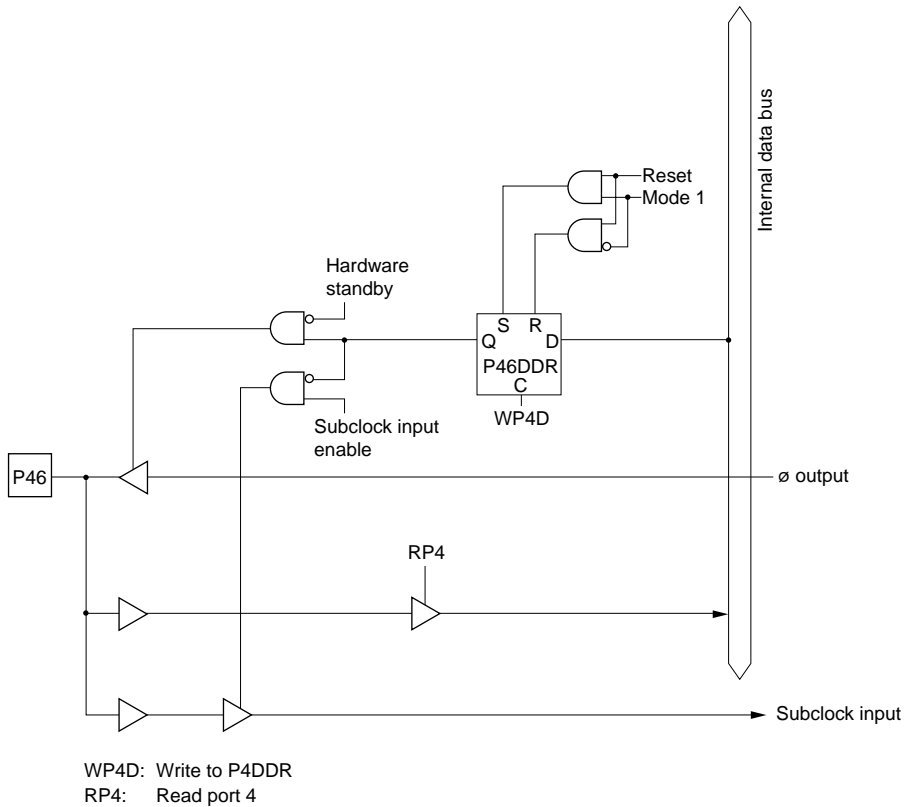 Internal data bus
Reset
Mode 1
Hardware
standby
S R
Q D
P46DDR
C
WP4D
Subclock input
enable
P46
ø output
RP4
Subclock input
WP4D: Write to P4DDR
RP4: Read port 4